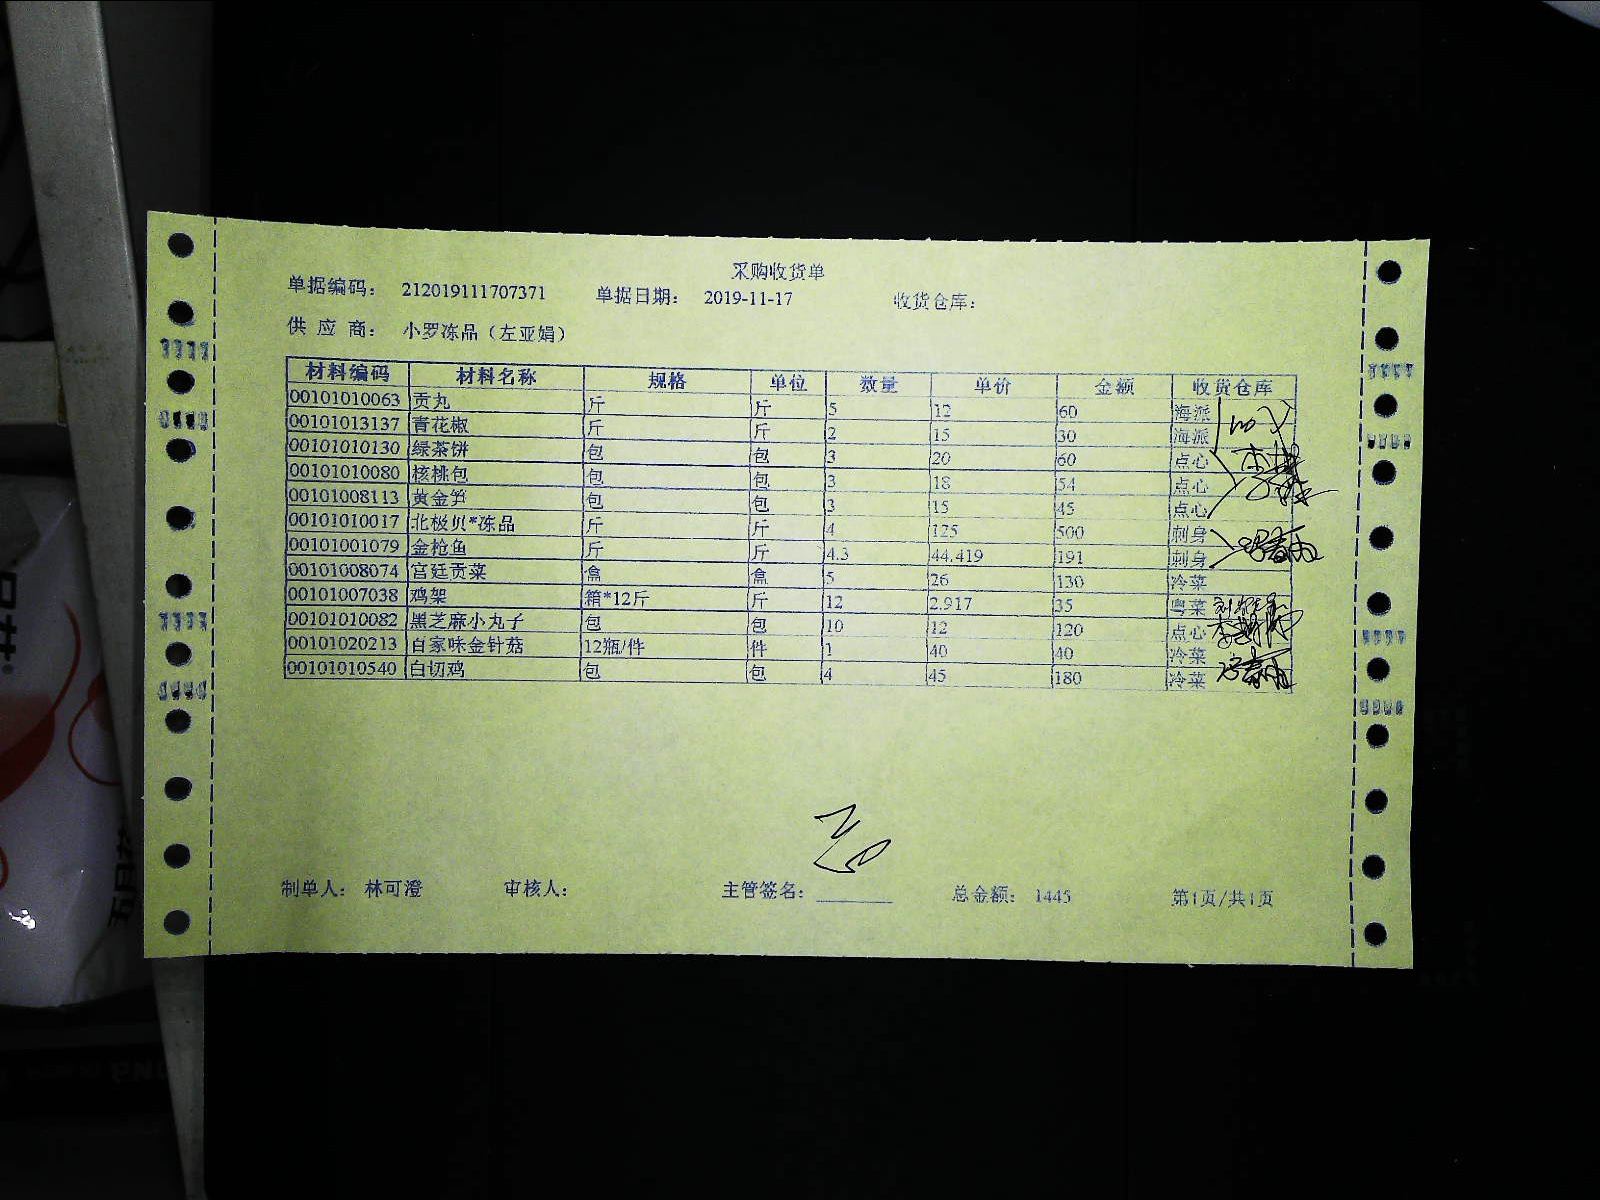 采购收货单
单据编码： 212019111707371 单据日期： 2019-11-17 收货仓库：
供 应 商： 小罗冻品（左亚娟）
材料编码 材料名称 规格 单位 数量 单价 金额 收货仓库
00101010063 贡丸 斤 斤 5 12 60 海派
00101013137 青花椒 斤 斤 2 15 30 海派
00101010130 绿茶饼 包 包 3 20 60 点心
00101010080 核桃包 包 包 3 18 54 点心
00101008113 黄金笋 包 包 3 15 45 点心
00101010017 北极贝*冻品 斤 斤 4 125 500 刺身
00101001079 金枪鱼 斤 斤 4.3 44.419 191 刺身
00101008074 宫廷贡菜 盒 盒 5 26 130 冷菜
00101007038 鸡架 箱*12斤 斤 12 2.917 35 粤菜
00101010082 黑芝麻小丸子 包 包 10 12 120 点心
00101020213 自家味金针菇 12瓶/件 件 1 40 40 冷菜
00101010540 白切鸡 包 包 4 45 180 冷菜
制单人： 林可澄 审核人： 主管签名： 总金额： 1445 第1页/共1页